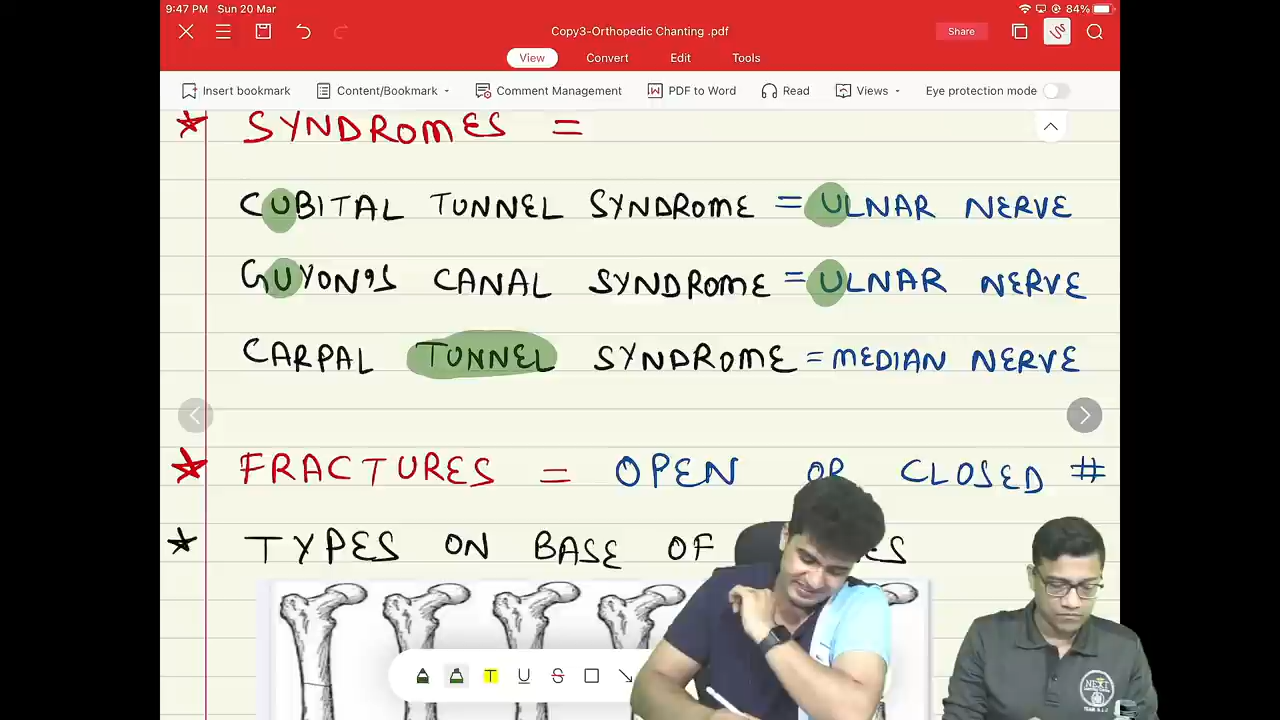 9:47 PM Sun 20 Mar 84%
Copy3-Orthopedic Chanting .pdf
Share
View Convert Edit Tools
Insert bookmark Content/Bookmark Comment Management PDF to Word Read Views Eye protection mode
* SYNDROMES =
CUBITAL TUNNEL SYNDROME = ULNAR NERVE
GUYON'S CANAL SYNDROME = ULNAR NERVE
CARPAL TUNNEL SYNDROME = MEDIAN NERVE
* FRACTURES = OPEN OR CLOSED #
* TYPES ON BASE OF
T U S
NEXT